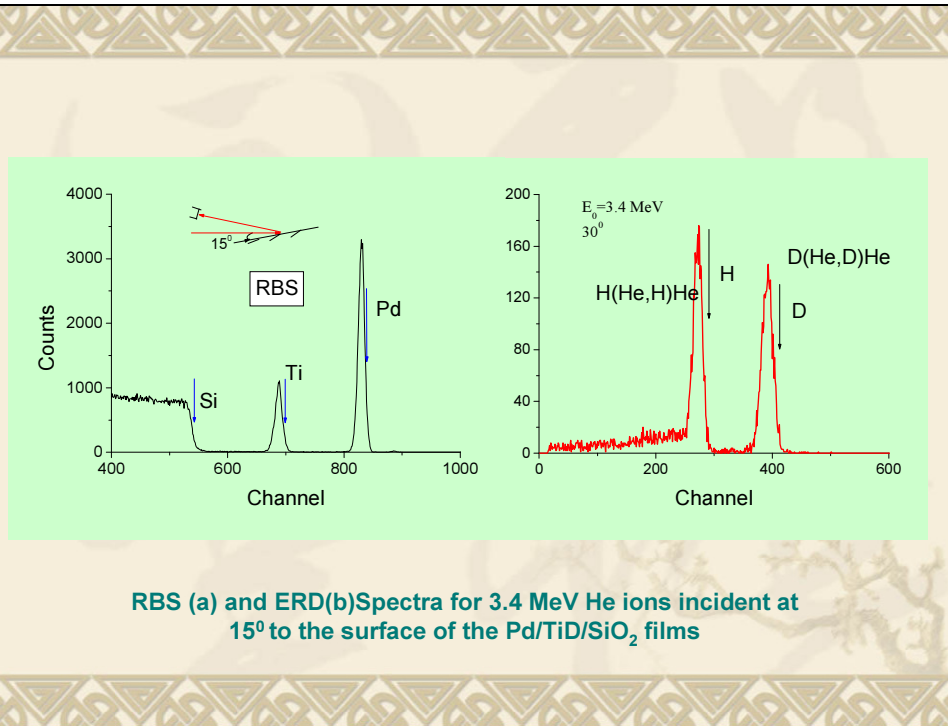 4000
3000
2000
1000
0
Counts
400
600
800
1000
Channel
15⁰
RBS
Si
Ti
Pd
200
160
120
80
40
0
0
200
400
600
Channel
E₀=3.4 MeV
30⁰
H(He,H)He
H
D(He,D)He
D
RBS (a) and ERD(b)Spectra for 3.4 MeV He ions incident at
15⁰ to the surface of the Pd/TiD/SiO₂ films